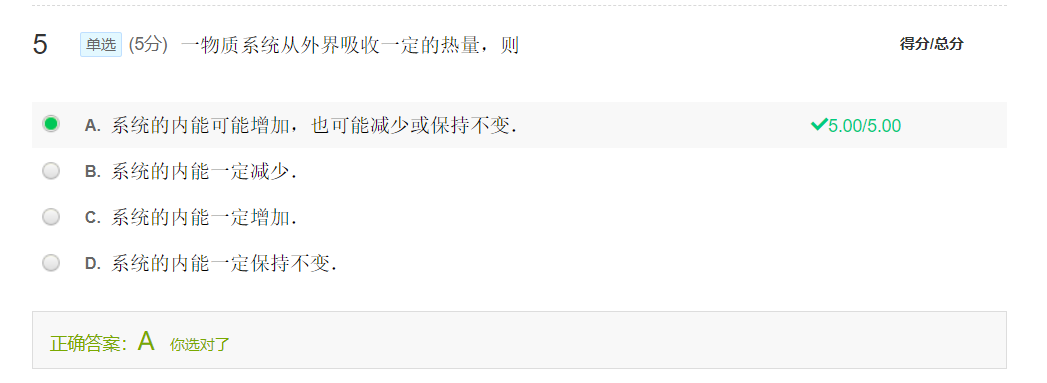 5 单选 (5分) 一物质系统从外界吸收一定的热量，则 得分/总分
A. 系统的内能可能增加，也可能减少或保持不变． 5.00/5.00
B. 系统的内能一定减少．
C. 系统的内能一定增加．
D. 系统的内能一定保持不变．
正确答案：A 你选对了